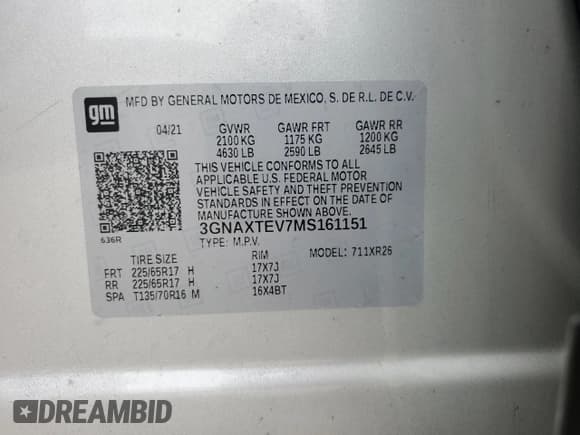 gm
MFD BY GENERAL MOTORS DE MEXICO, S. DE R.L. DE C.V.
04/21 GVWR GAWR FRT GAWR RR
2100 KG 1175 KG 1200 KG
4630 LB 2590 LB 2645 LB
THIS VEHICLE CONFORMS TO ALL
APPLICABLE U.S. FEDERAL MOTOR
VEHICLE SAFETY AND THEFT PREVENTION
STANDARDS IN EFFECT ON THE DATE OF
MANUFACTURE SHOWN ABOVE.
3GNAXTEV7MS161151
636R
TYPE: M.P.V. MODEL: 711XR26
TIRE SIZE RIM
FRT 225/65R17 H 17X7J
RR 225/65R17 H 17X7J
SPA T135/70R16 M 16X4BT
DREAMBID